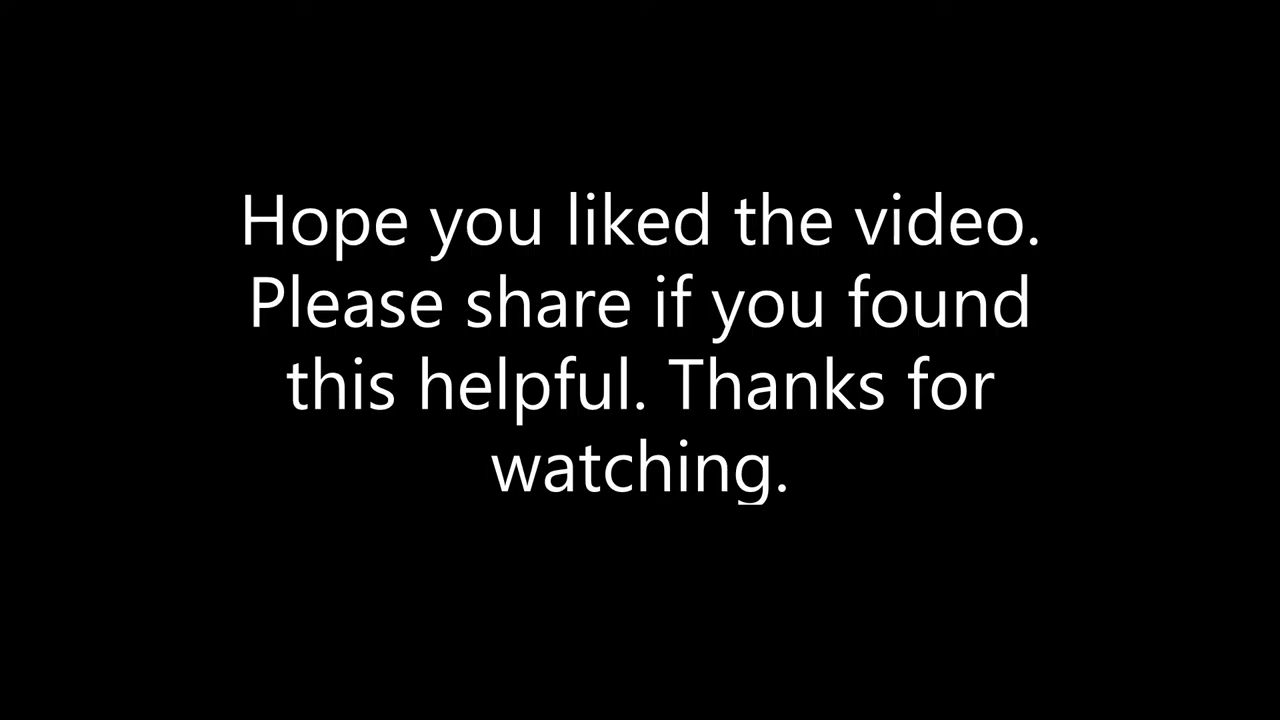 Hope you liked the video.
Please share if you found
this helpful. Thanks for
watching.